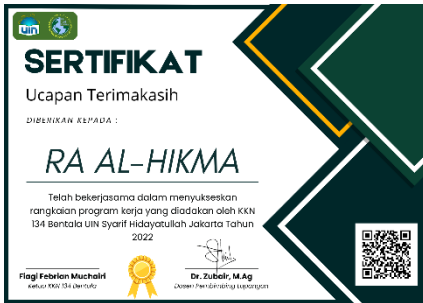 uin
SERTIFIKAT
Ucapan Terimakasih
DIBERIKAN KEPADA :
RA AL-HIKMA
Telah bekerjasama dalam menyukseskan
rangkaian program kerja yang diadakan oleh KKN
134 Bentala UIN Syarif Hidayatullah Jakarta Tahun
2022
Fiagi Febrian Muchairi
Ketua KKN 134 Bentala
Dr. Zubair, M.Ag
Dosen Pembimbing Lapangan